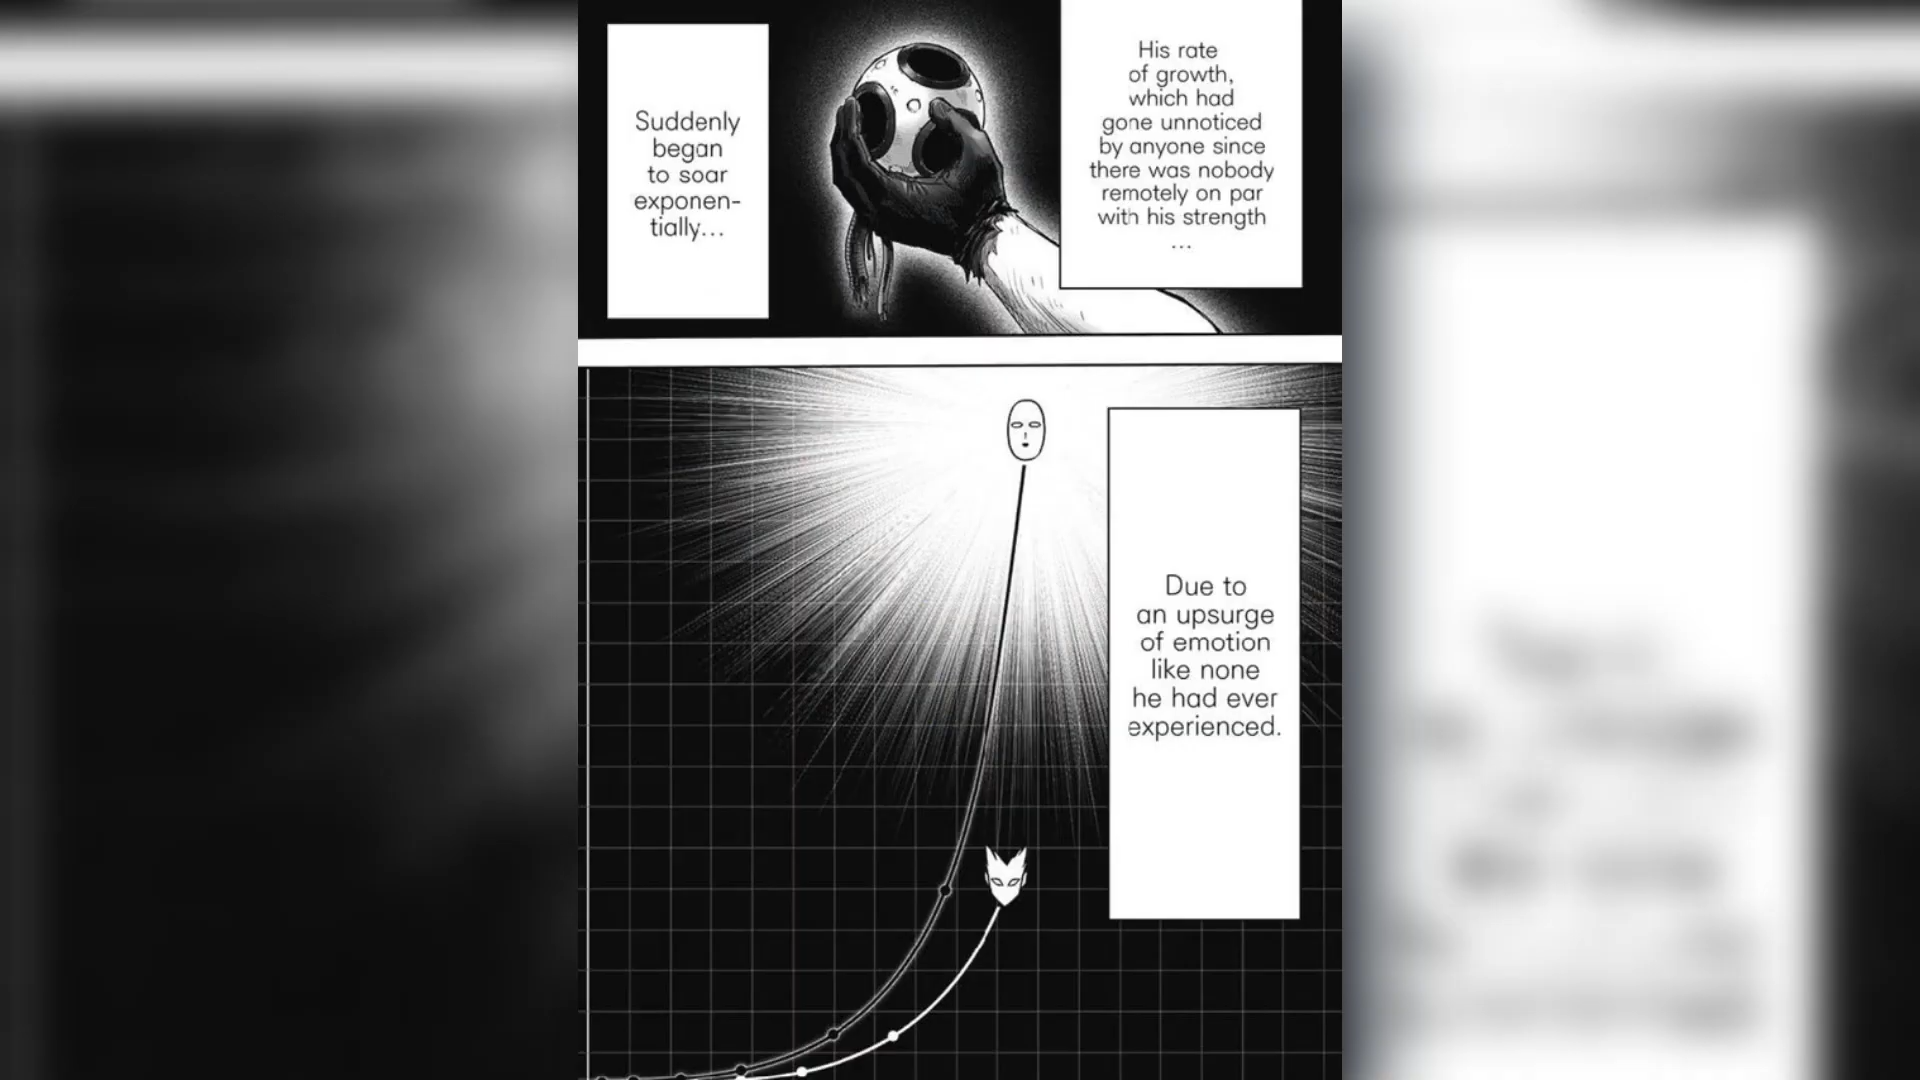 His rate
of growth,
which had
gone unnoticed
by anyone since
there was nobody
remotely on par
with his strength
...
Suddenly
began
to soar
exponen-
tially...
Due to
an upsurge
of emotion
like none
he had ever
experienced.